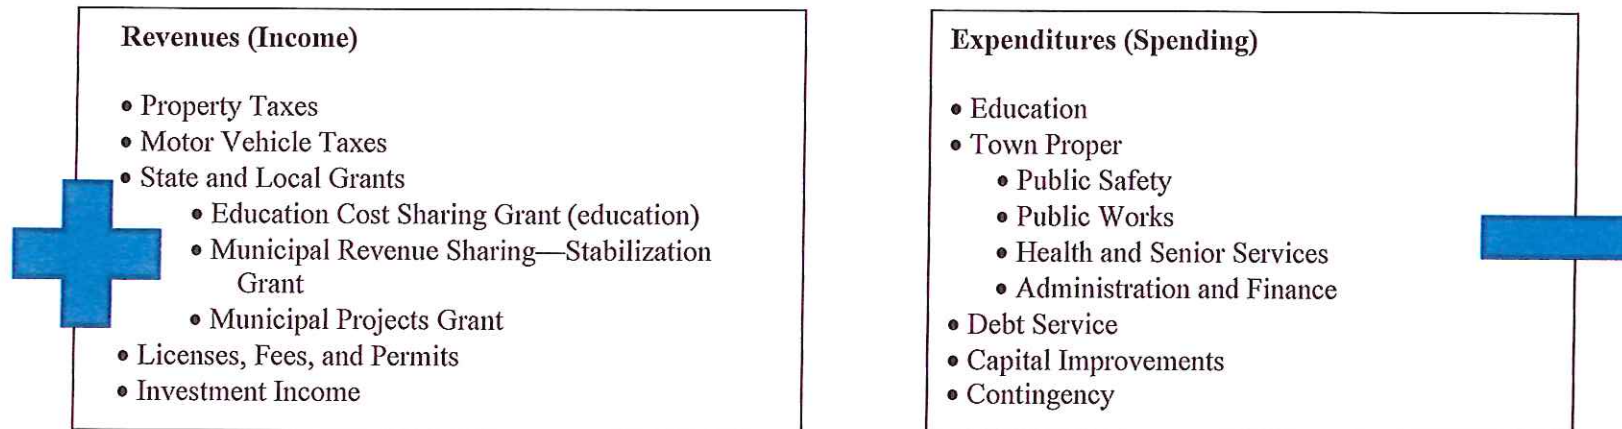 Revenues (Income)
• Property Taxes
• Motor Vehicle Taxes
• State and Local Grants
• Education Cost Sharing Grant (education)
• Municipal Revenue Sharing—Stabilization
Grant
• Municipal Projects Grant
• Licenses, Fees, and Permits
• Investment Income
Expenditures (Spending)
• Education
• Town Proper
• Public Safety
• Public Works
• Health and Senior Services
• Administration and Finance
• Debt Service
• Capital Improvements
• Contingency